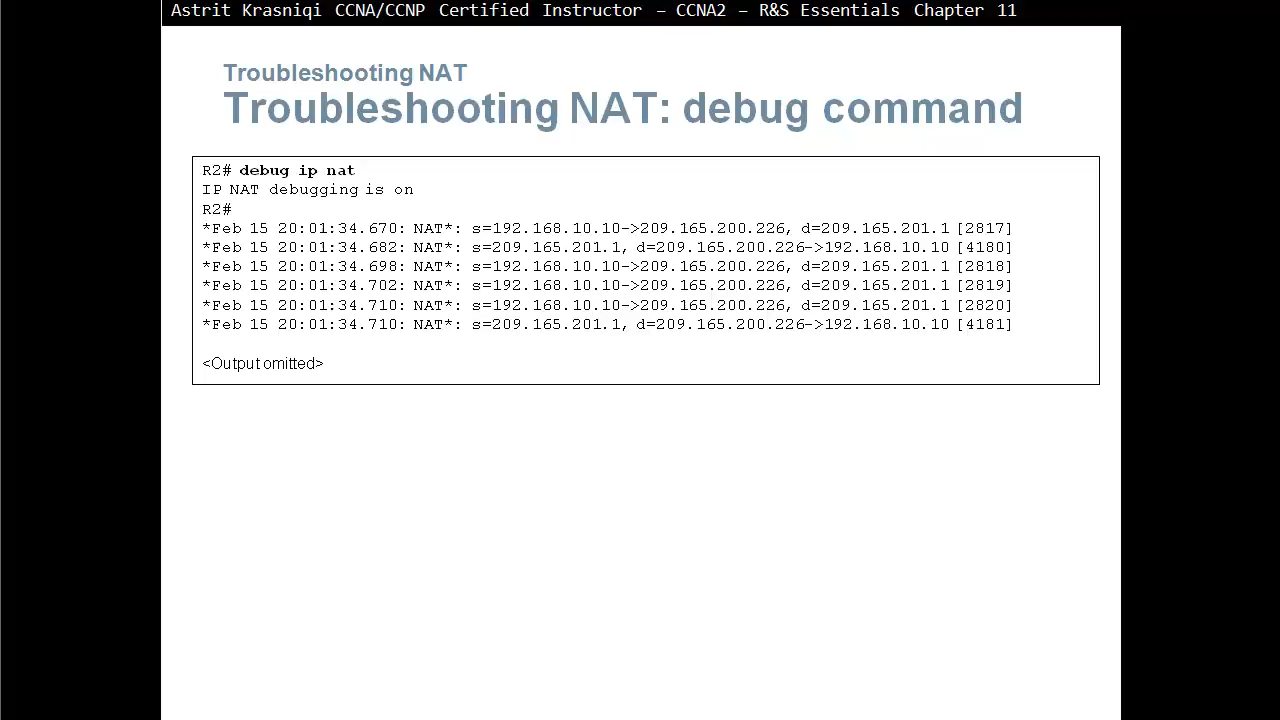 Astrit Krasniqi CCNA/CCNP Certified Instructor – CCNA2 – R&S Essentials Chapter 11
Troubleshooting NAT
Troubleshooting NAT: debug command
R2# debug ip nat
IP NAT debugging is on
R2#
*Feb 15 20:01:34.670: NAT*: s=192.168.10.10->209.165.200.226, d=209.165.201.1 [2817]
*Feb 15 20:01:34.682: NAT*: s=209.165.201.1, d=209.165.200.226->192.168.10.10 [4180]
*Feb 15 20:01:34.698: NAT*: s=192.168.10.10->209.165.200.226, d=209.165.201.1 [2818]
*Feb 15 20:01:34.702: NAT*: s=192.168.10.10->209.165.200.226, d=209.165.201.1 [2819]
*Feb 15 20:01:34.710: NAT*: s=192.168.10.10->209.165.200.226, d=209.165.201.1 [2820]
*Feb 15 20:01:34.710: NAT*: s=209.165.201.1, d=209.165.200.226->192.168.10.10 [4181]
<Output omitted>